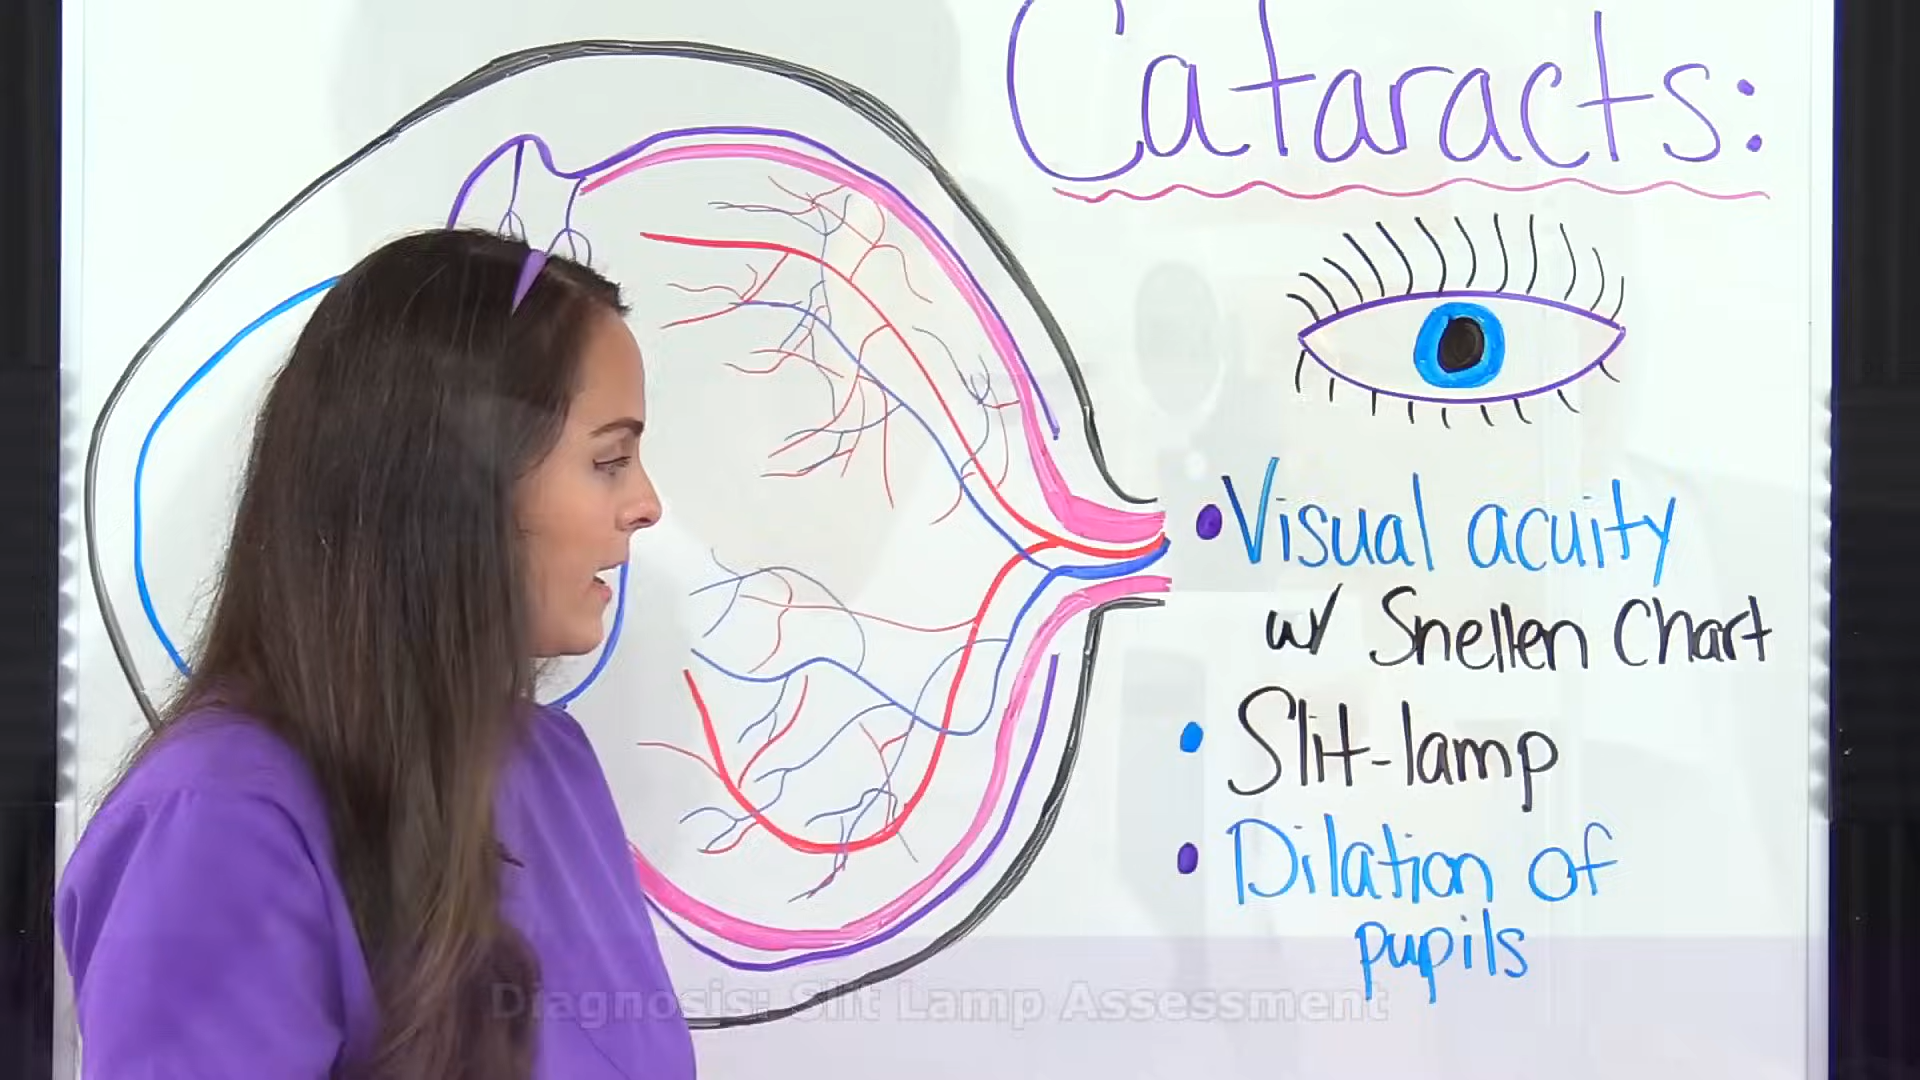 Cataracts:
• Visual acuity
w/ Snellen Chart
• Slit-lamp
• Dilation of
pupils
Diagnosis: Slit Lamp Assessment